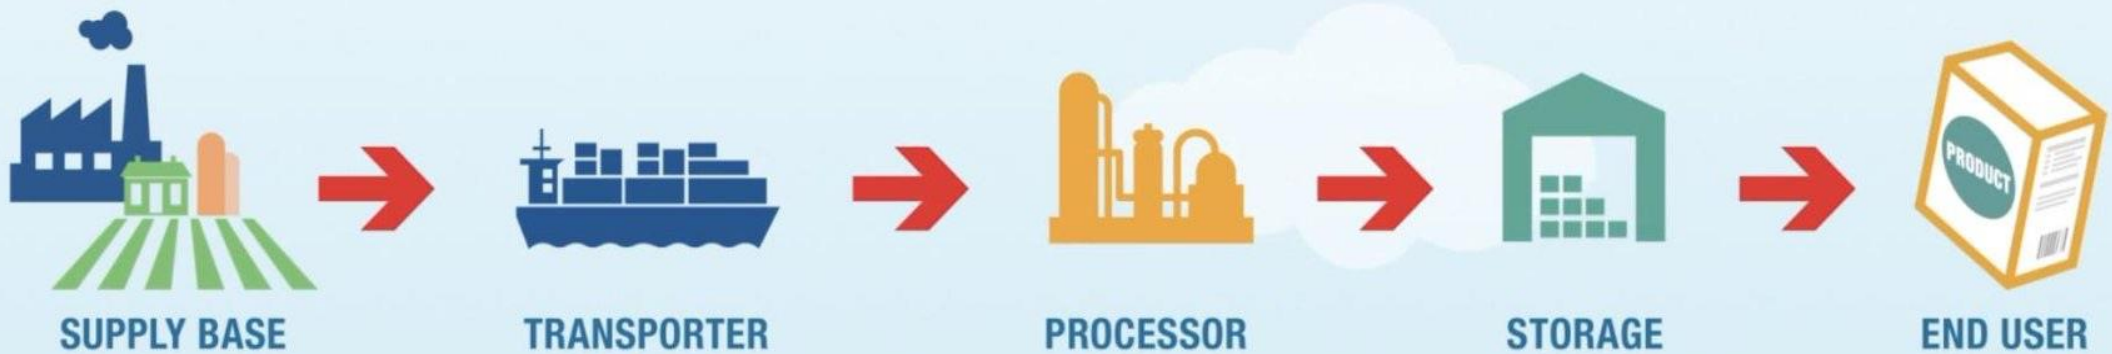 PRODUCT
SUPPLY BASE
TRANSPORTER
PROCESSOR
STORAGE
END USER